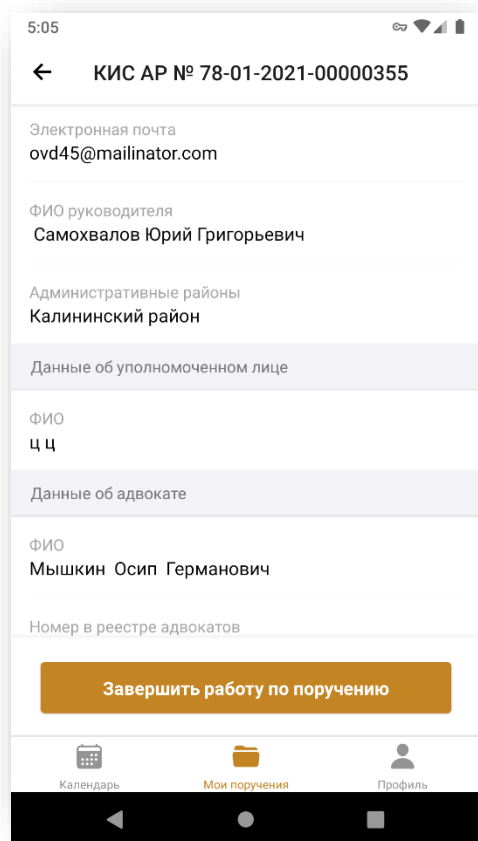 5:05
КИС АР № 78-01-2021-00000355
Электронная почта
ovd45@mailinator.com
ФИО руководителя
Самохвалов Юрий Григорьевич
Административные районы
Калининский район
Данные об уполномоченном лице
ФИО
ц ц
Данные об адвокате
ФИО
Мышкин Осип Германович
Номер в реестре адвокатов
Завершить работу по поручению
Календарь Мои поручения Профиль